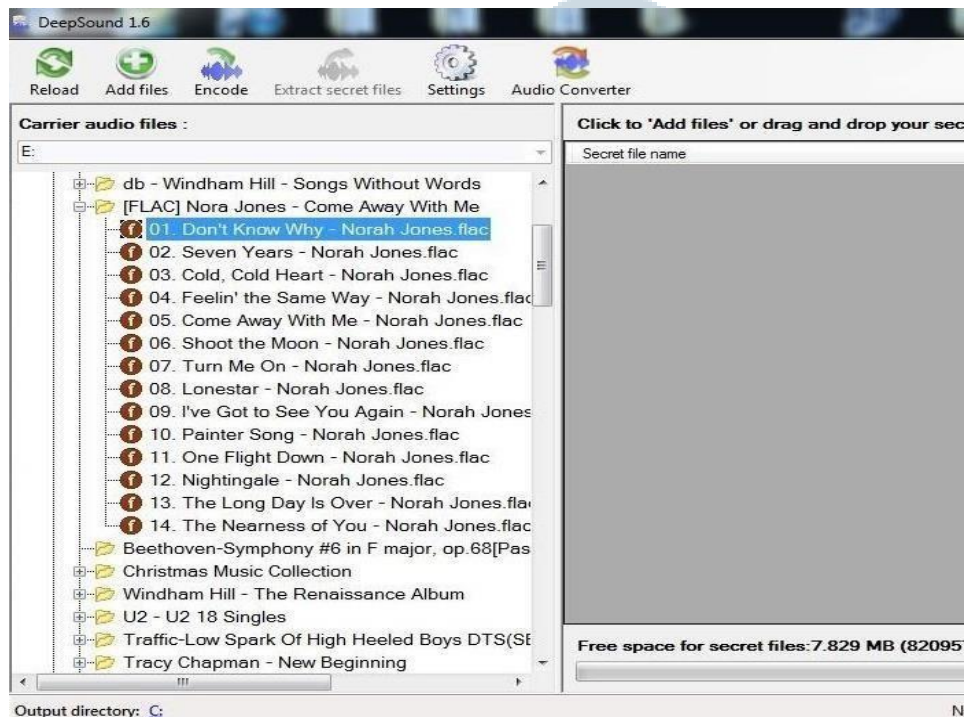 DeepSound 1.6
Reload Add files Encode Extract secret files Settings Audio Converter
Carrier audio files :
E:
db - Windham Hill - Songs Without Words
[FLAC] Nora Jones - Come Away With Me
01. Don't Know Why - Norah Jones.flac
02. Seven Years - Norah Jones.flac
03. Cold, Cold Heart - Norah Jones.flac
04. Feelin' the Same Way - Norah Jones.flac
05. Come Away With Me - Norah Jones.flac
06. Shoot the Moon - Norah Jones.flac
07. Turn Me On - Norah Jones.flac
08. Lonestar - Norah Jones.flac
09. I've Got to See You Again - Norah Jones
10. Painter Song - Norah Jones.flac
11. One Flight Down - Norah Jones.flac
12. Nightingale - Norah Jones.flac
13. The Long Day Is Over - Norah Jones.fla
14. The Nearness of You - Norah Jones.flac
Beethoven-Symphony #6 in F major, op.68[Pas
Christmas Music Collection
Windham Hill - The Renaissance Album
U2 - U2 18 Singles
Traffic-Low Spark Of High Heeled Boys DTS(SE
Tracy Chapman - New Beginning
Output directory: C:
Click to 'Add files' or drag and drop your sec
Secret file name
Free space for secret files:7.829 MB (82095
N